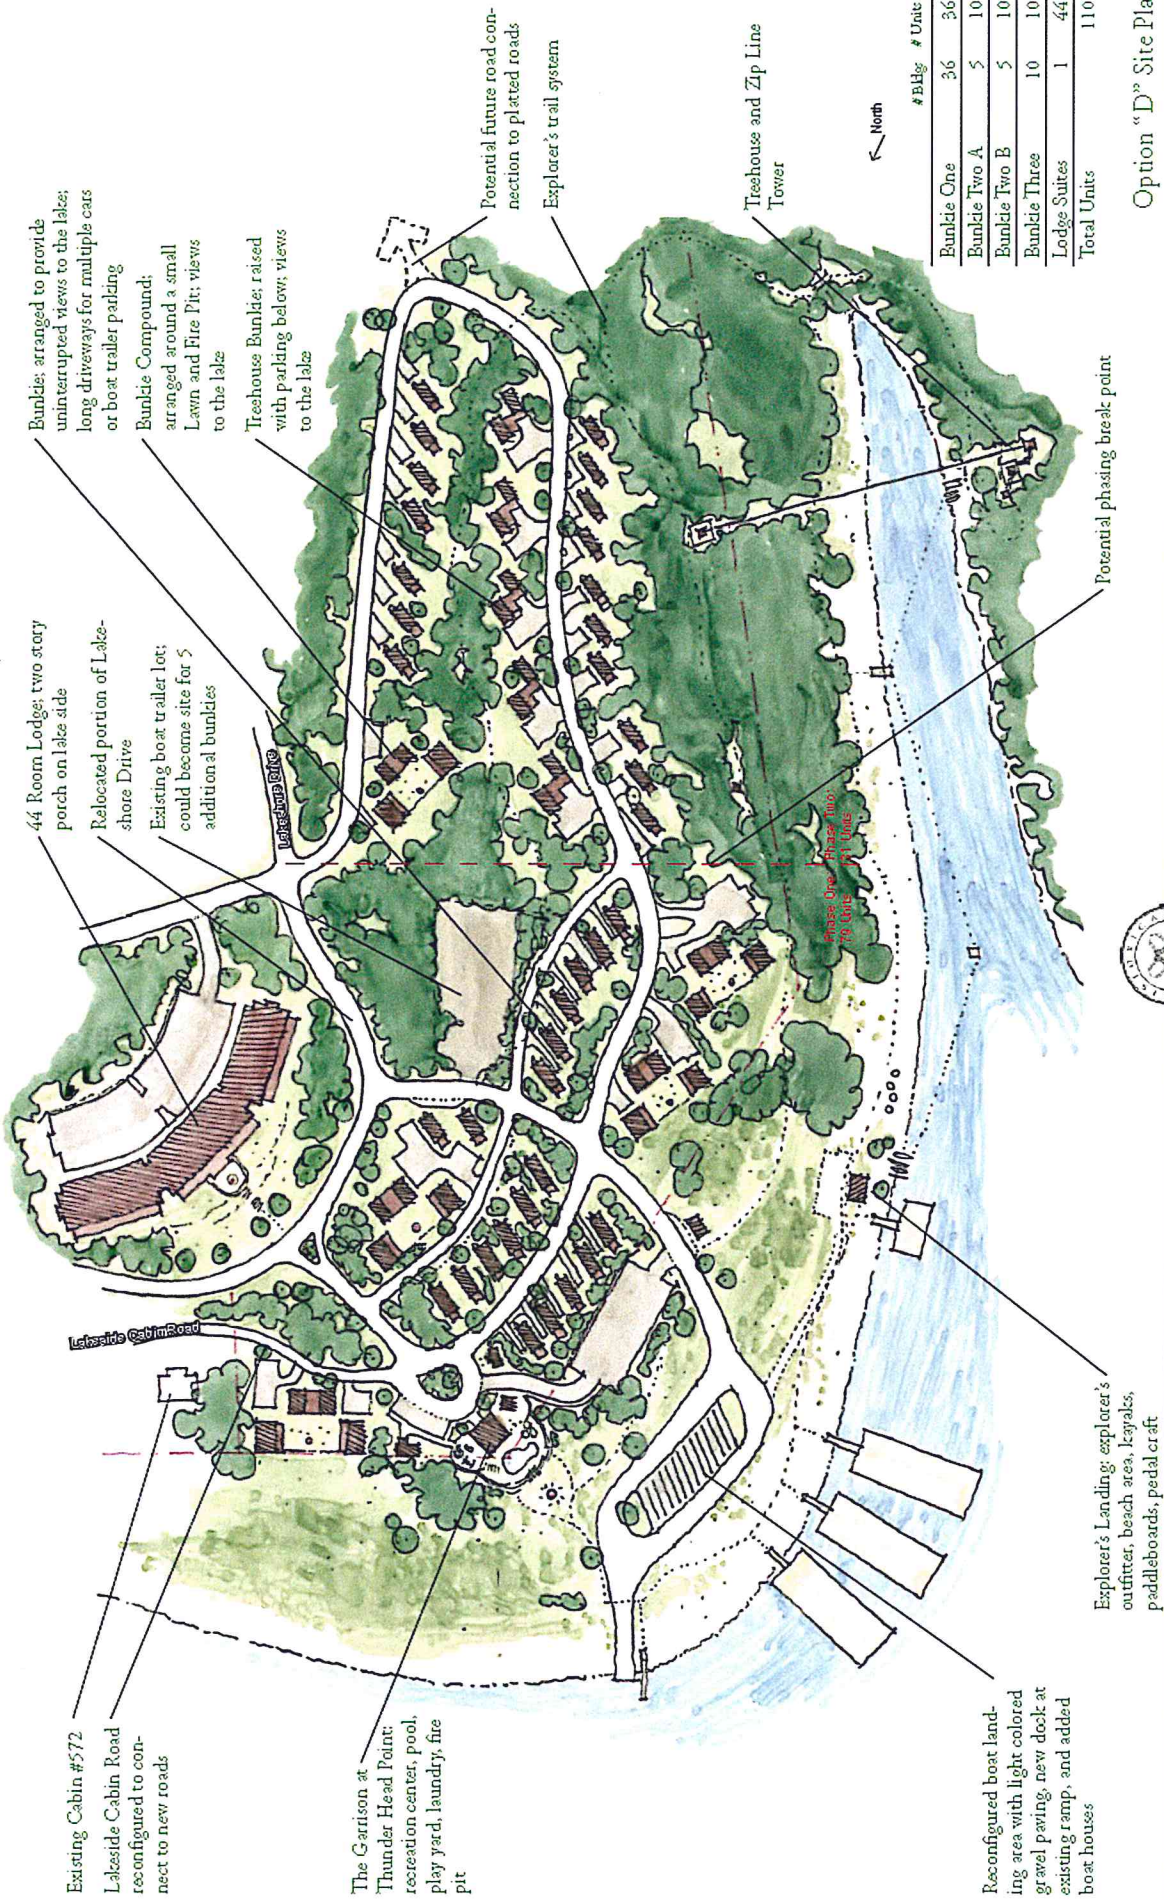 44 Room Lodge; two story
porch on lake side
Relocated portion of Lake-
shore Drive
Existing boat trailer lot;
could become site for 5
additional bunkies
Bunkie; arranged to provide
uninterrupted views to the lake;
long driveways for multiple cars
or boat trailer parking
Bunkie Compound;
arranged around a small
Lawn and Fire Pit; views
to the lake
Treehouse Bunkie; raised
with parking below; views
to the lake
Potential future road con-
nection to platted roads
Explorer's trail system
Treehouse and Zip Line
Tower
North
Lakeshore Drive
Lakeside Cabin Road
Existing Cabin #572
Lakeside Cabin Road
reconfigured to con-
nect to new roads
The Garrison at
Thunder Head Point;
recreation center, pool,
play yard, laundry, fire
pit
Reconfigured boat land-
ing area with light colored
gravel paving, new dock at
existing ramp, and added
boat houses
Explorer's Landing; explorer's
outfitter, beach area, kayaks,
paddleboards, pedal craft
Potential phasing break point
Phase One Phase Two
79 Units Units
# Bldgs # Units
Bunkie One 36 36
Bunkie Two A 5 10
Bunkie Two B 5 10
Bunkie Three 10 10
Lodge Suites 1 44
Total Units 110
Option "D" Site Pla